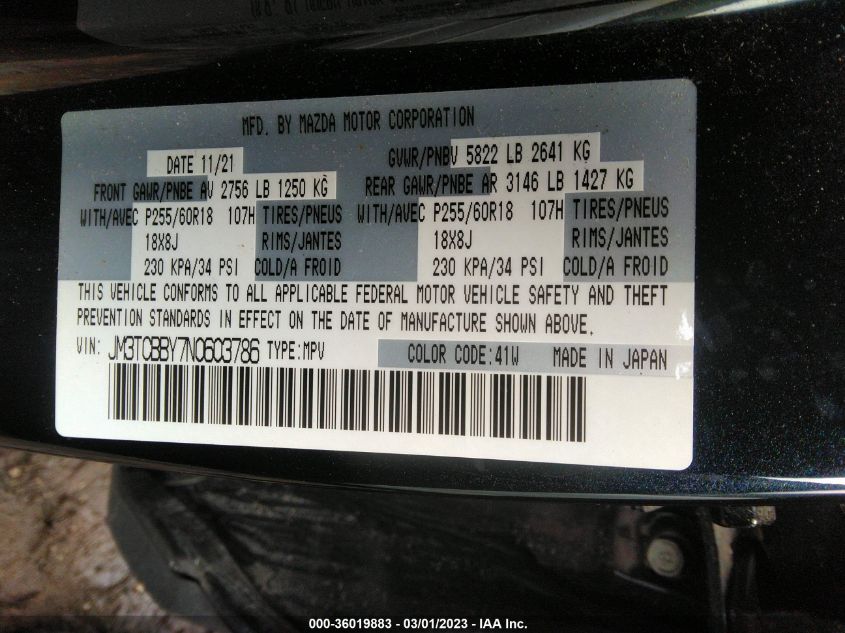 MFD. BY MAZDA MOTOR CORPORATION
DATE 11/21 GVWR/PNBV 5822 LB 2641 KG
FRONT GAWR/PNBE AV 2756 LB 1250 KG REAR GAWR/PNBE AR 3146 LB 1427 KG
WITH/AVEC P255/60R18 107H TIRES/PNEUS WITH/AVEC P255/60R18 107H TIRES/PNEUS
18X8J RIMS/JANTES 18X8J RIMS/JANTES
230 KPA/34 PSI COLD/A FROID 230 KPA/34 PSI COLD/A FROID
THIS VEHICLE CONFORMS TO ALL APPLICABLE FEDERAL MOTOR VEHICLE SAFETY AND THEFT
PREVENTION STANDARDS IN EFFECT ON THE DATE OF MANUFACTURE SHOWN ABOVE.
VIN: JM3TCBBY7N0603786 TYPE:MPV COLOR CODE:41W MADE IN JAPAN
000-36019883 - 03/01/2023 - IAA Inc.